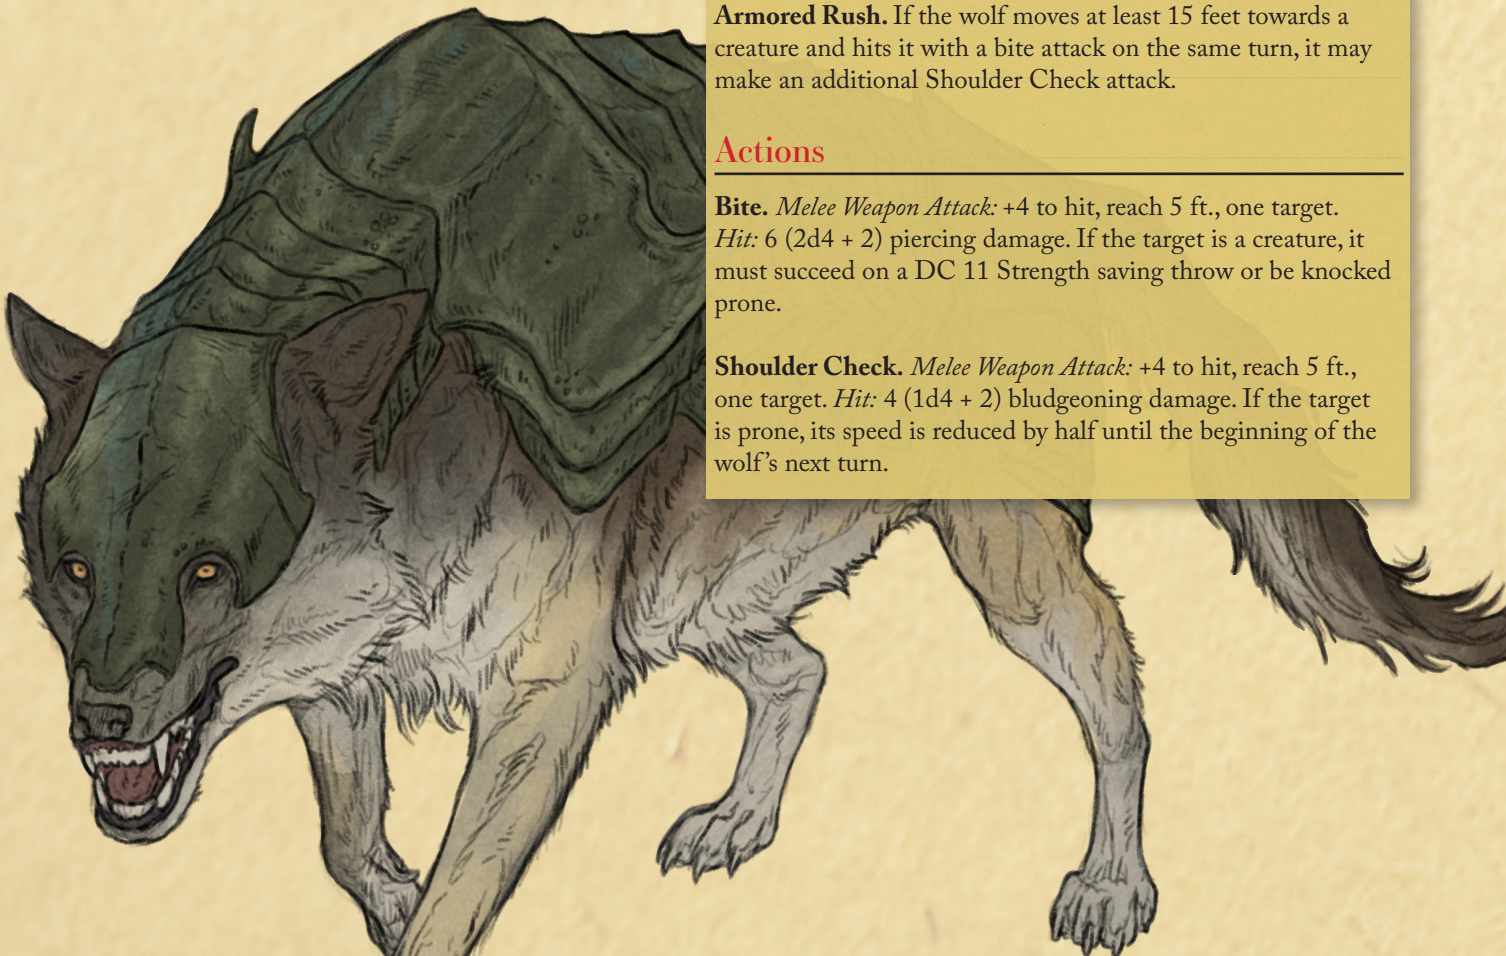 Armored Rush. If the wolf moves at least 15 feet towards a
creature and hits it with a bite attack on the same turn, it may
make an additional Shoulder Check attack.
Actions
Bite. Melee Weapon Attack: +4 to hit, reach 5 ft., one target.
Hit: 6 (2d4 + 2) piercing damage. If the target is a creature, it
must succeed on a DC 11 Strength saving throw or be knocked
prone.
Shoulder Check. Melee Weapon Attack: +4 to hit, reach 5 ft.,
one target. Hit: 4 (1d4 + 2) bludgeoning damage. If the target
is prone, its speed is reduced by half until the beginning of the
wolf’s next turn.